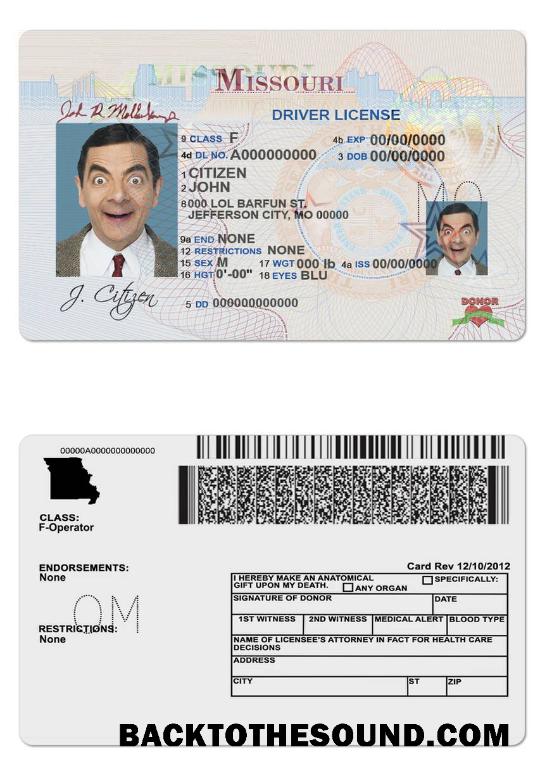 MISSOURI
MISSOURI
DRIVER LICENSE
9 CLASS F
4b EXP 00/00/0000
4d DL NO. A000000000
3 DOB 00/00/0000
1 CITIZEN
2 JOHN
8 000 LOL BARFUN ST.
JEFFERSON CITY, MO 00000
MO
9a END NONE
12 RESTRICTIONS NONE
15 SEX M 17 WGT 000 lb 4a ISS 00/00/0000
16 HGT 0'-00" 18 EYES BLU
J. Citizen
5 DD 000000000000
DONOR
00000A0000000000000
CLASS:
F-Operator
ENDORSEMENTS:
None
OM
RESTRICTIONS:
None
Card Rev 12/10/2012
I HEREBY MAKE AN ANATOMICAL
GIFT UPON MY DEATH. ANY ORGAN SPECIFICALLY:
SIGNATURE OF DONOR DATE
1ST WITNESS 2ND WITNESS MEDICAL ALERT BLOOD TYPE
NAME OF LICENSEE'S ATTORNEY IN FACT FOR HEALTH CARE
DECISIONS
ADDRESS
CITY ST ZIP
BACKTOTHESOUND.COM